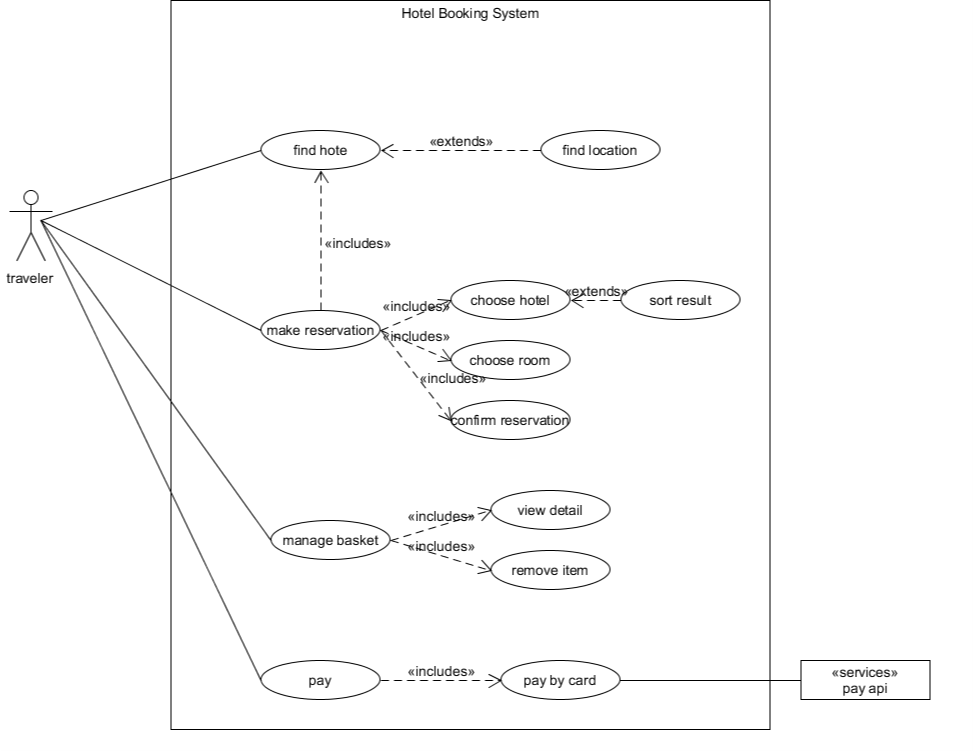 Hotel Booking System
find hote
«extends»
find location
traveler
«includes»
make reservation
«includes»
choose hotel
«extends»
sort result
«includes»
choose room
«includes»
confirm reservation
manage basket
«includes»
view detail
«includes»
remove item
pay
«includes»
pay by card
«services»
pay api